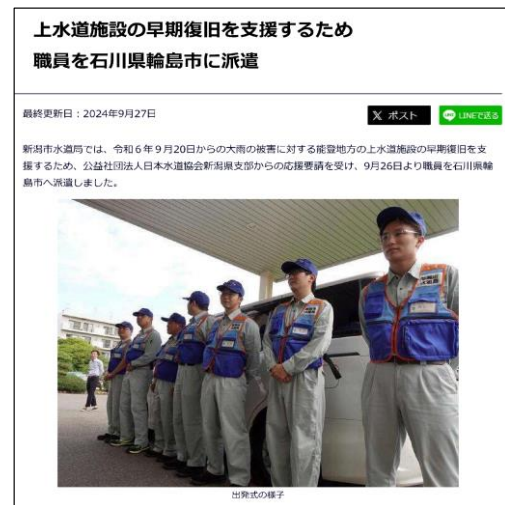 上水道施設の早期復旧を支援するため
職員を石川県輪島市に派遣
最終更新日：2024年9月27日
X ポスト
LINEで送る
新潟市水道局では、令和6年9月20日からの大雨の被害に対する能登地方の上水道施設の早期復旧を支
援するため、公益社団法人日本水道協会新潟県支部からの応援要請を受け、9月26日より職員を石川県輪
島市へ派遣しました。
出発式の様子